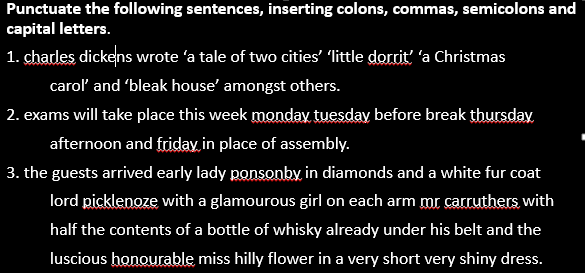 Punctuate the following sentences, inserting colons, commas, semicolons and
capital letters.
1. charles dickens wrote ‘a tale of two cities’ ‘little dorrit’ ‘a Christmas
carol’ and ‘bleak house’ amongst others.
2. exams will take place this week monday tuesday before break thursday
afternoon and friday in place of assembly.
3. the guests arrived early lady ponsonby in diamonds and a white fur coat
lord picklenoze with a glamourous girl on each arm mr carruthers with
half the contents of a bottle of whisky already under his belt and the
luscious honourable miss hilly flower in a very short very shiny dress.